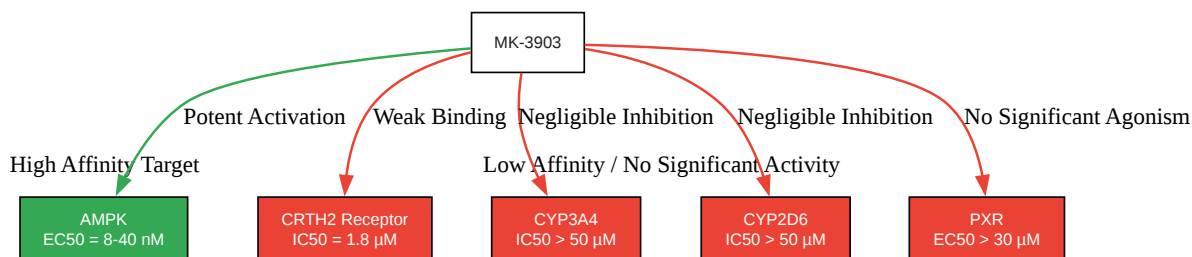 MK-3903
Potent Activation
Weak Binding
Negligible Inhibition
Negligible Inhibition
No Significant Agonism
High Affinity Target
Low Affinity / No Significant Activity
AMPK
EC50 = 8-40 nM
CRTH2 Receptor
IC50 = 1.8 µM
CYP3A4
IC50 > 50 µM
CYP2D6
IC50 > 50 µM
PXR
EC50 > 30 µM